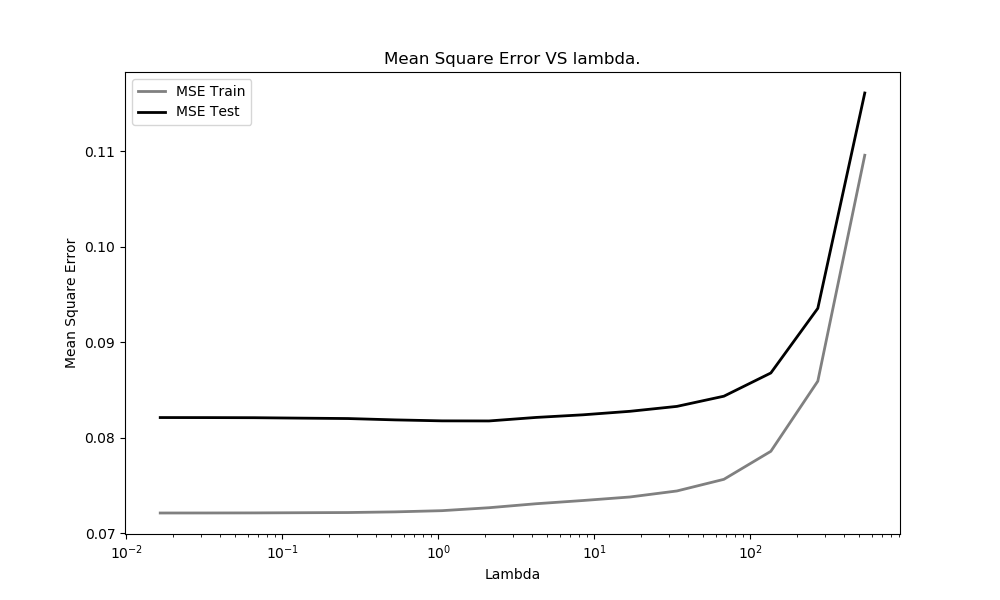 Mean Square Error VS lambda.
MSE Train
MSE Test
Mean Square Error
0.11
0.10
0.09
0.08
0.07
10⁻² 10⁻¹ 10⁰ 10¹ 10²
Lambda